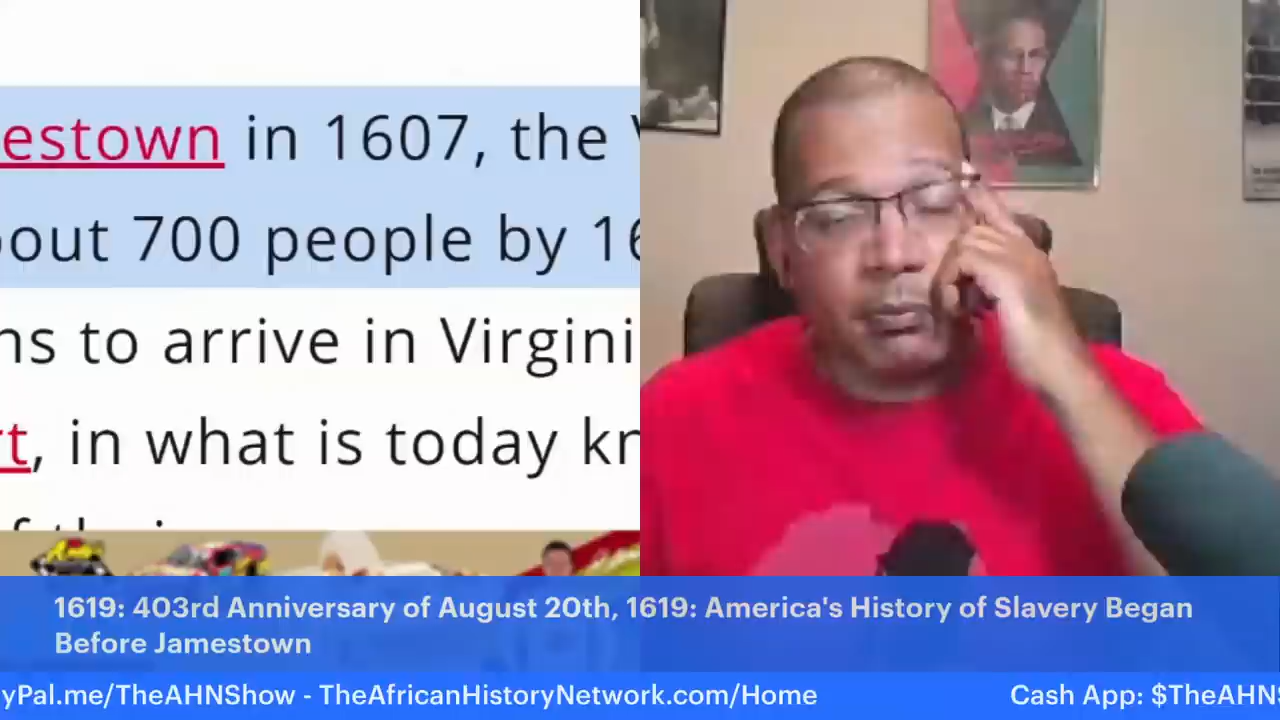 estown in 1607, the
out 700 people by 16
ns to arrive in Virgini
t, in what is today
1619: 403rd Anniversary of August 20th, 1619: America's History of Slavery Began
Before Jamestown
yPal.me/TheAHNShow - TheAfricanHistoryNetwork.com/Home
Cash App: $TheAHNS